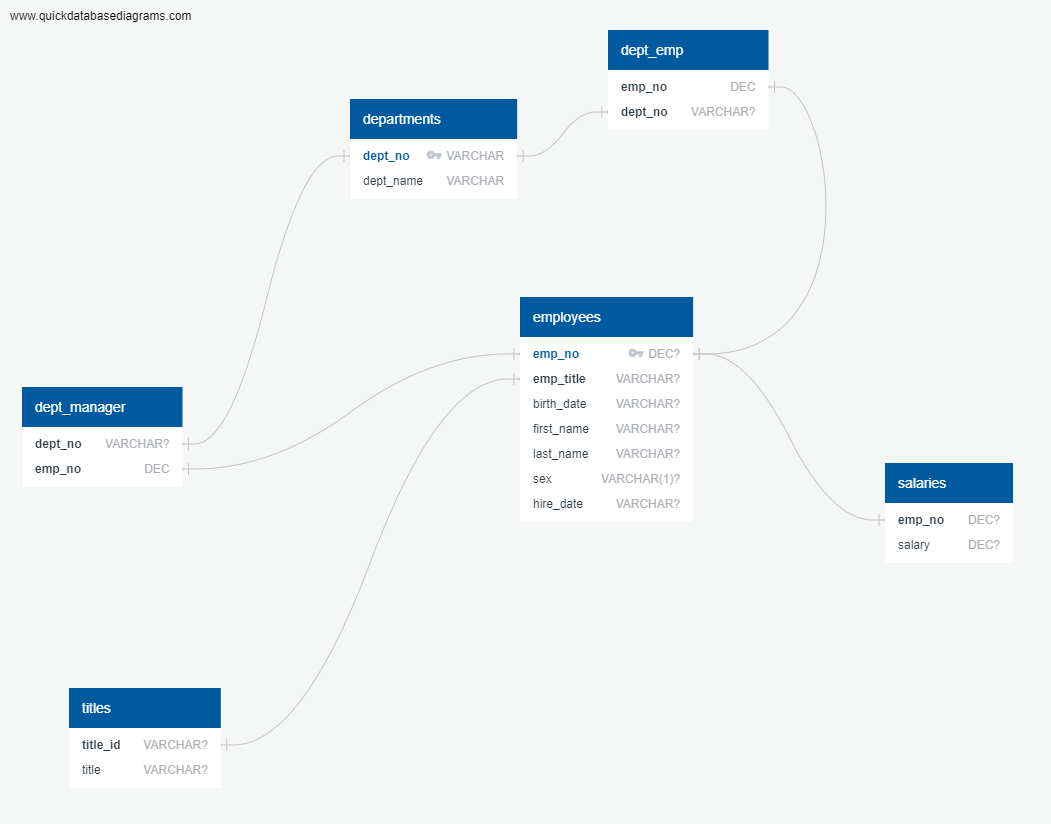 www.quickdatabasediagrams.com
dept_emp
emp_no DEC
dept_no VARCHAR?
departments
dept_no VARCHAR
dept_name VARCHAR
employees
emp_no DEC?
emp_title VARCHAR?
birth_date VARCHAR?
first_name VARCHAR?
last_name VARCHAR?
sex VARCHAR(1)?
hire_date VARCHAR?
dept_manager
dept_no VARCHAR?
emp_no DEC
salaries
emp_no DEC?
salary DEC?
titles
title_id VARCHAR?
title VARCHAR?